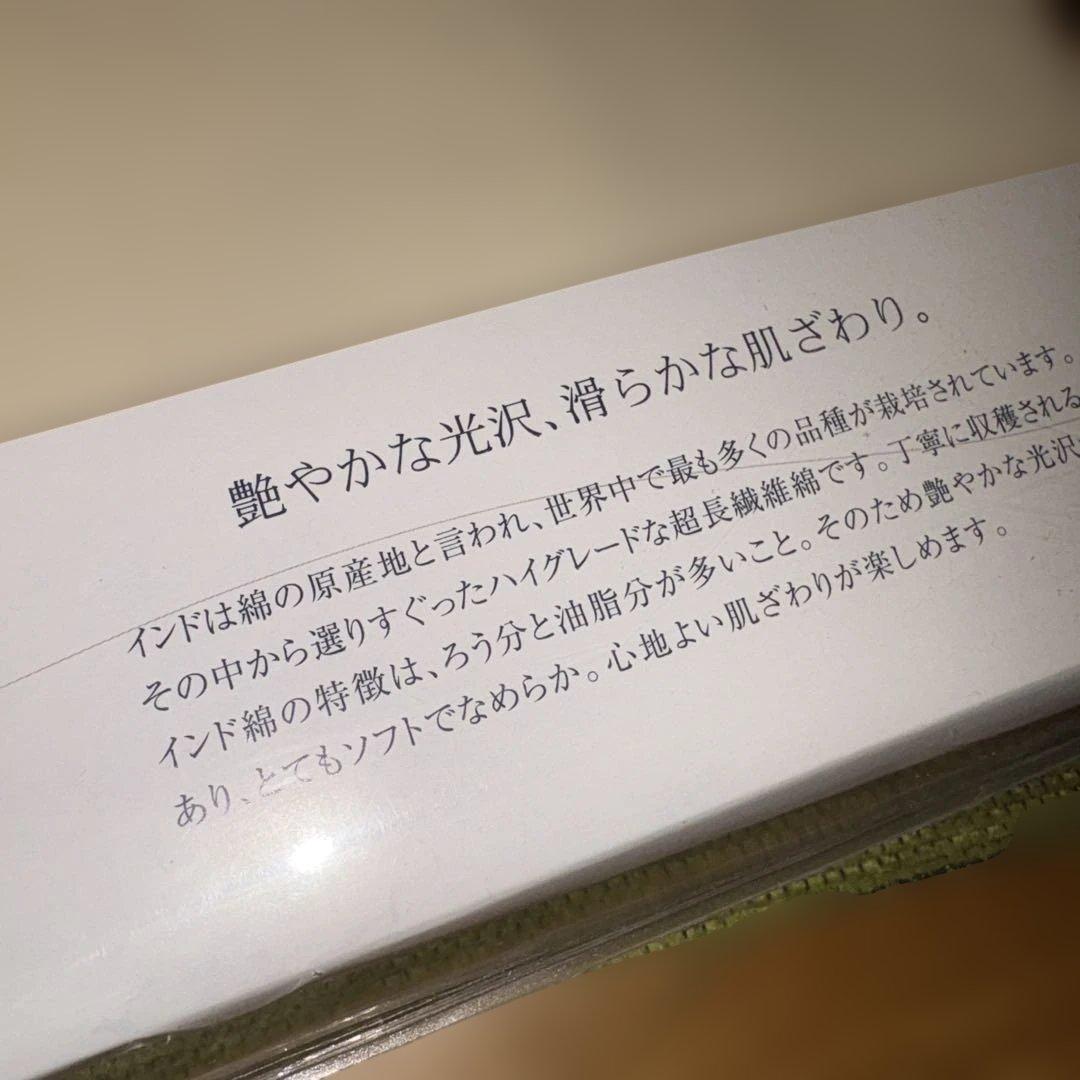 艶やかな光沢、滑らかな肌ざわり。
インドは綿の原産地と言われ、世界中で最も多くの品種が栽培されています。
その中から選りすぐったハイグレードな超長繊維綿です。丁寧に収穫される
インド綿の特徴は、ろう分と油脂分が多いこと。そのため艶やかな光沢
あり、とてもソフトでなめらか。心地よい肌ざわりが楽しめます。